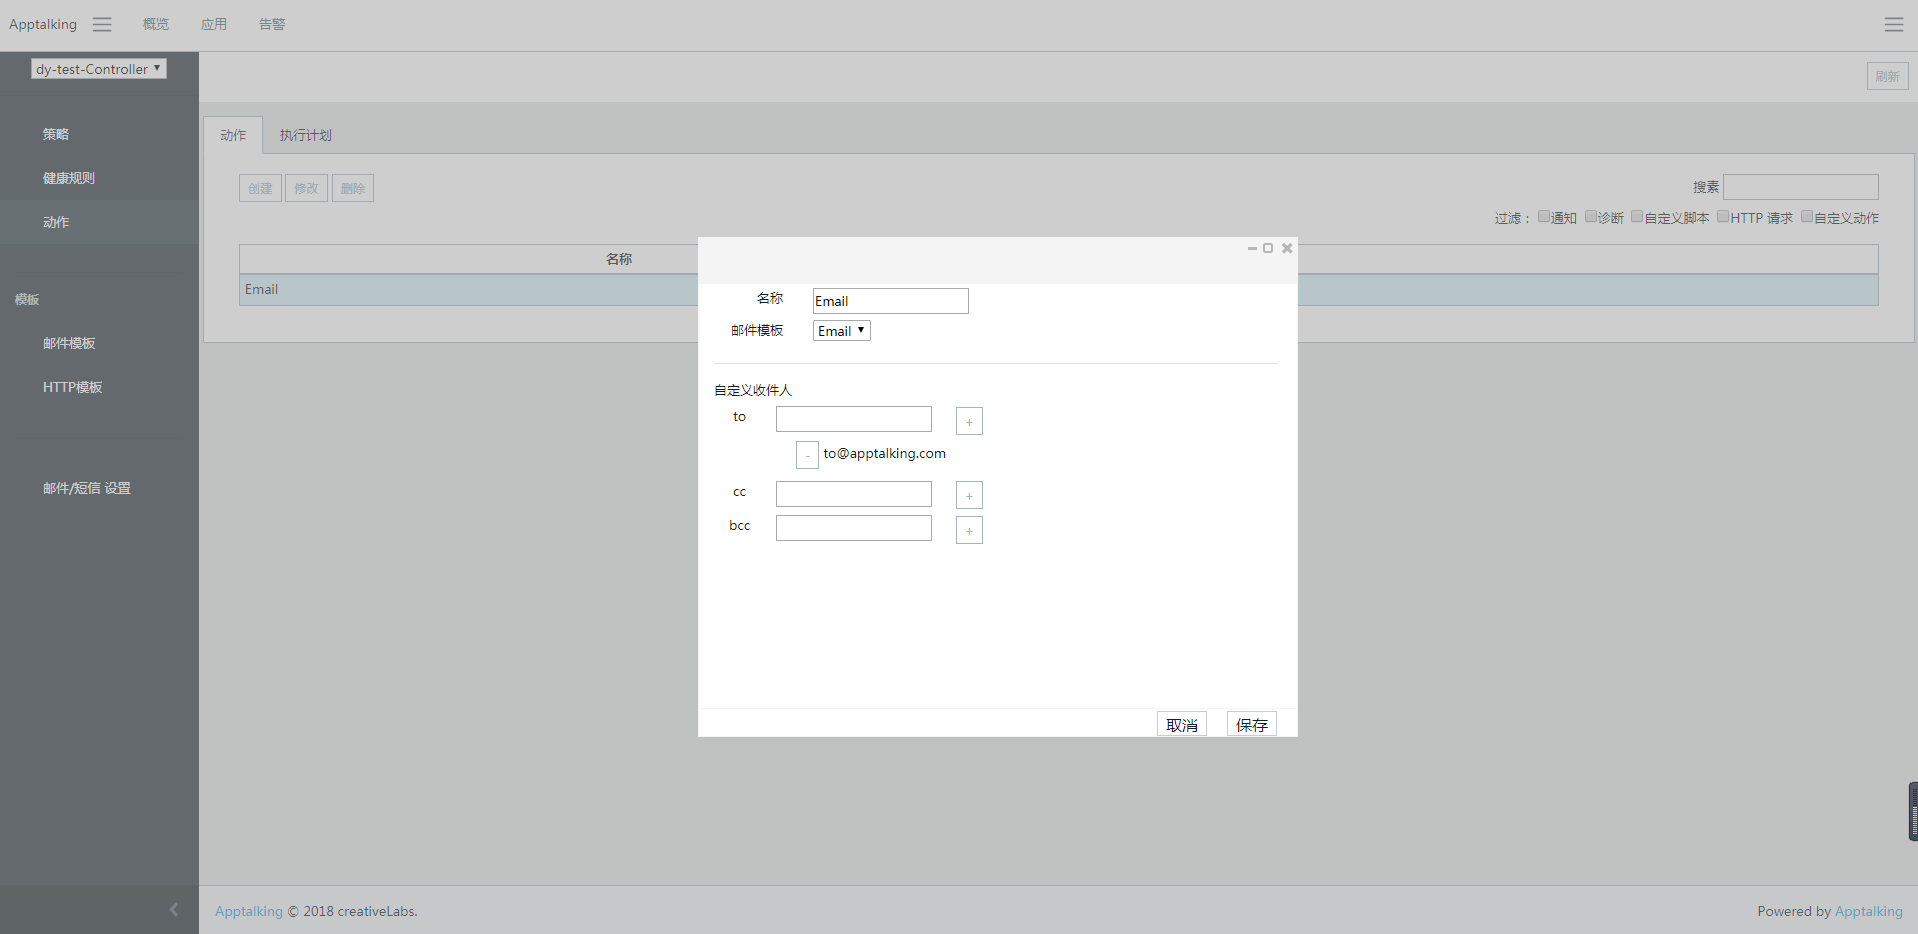 Apptalking 概览 应用 告警
dy-test-Controller
刷新
策略
健康规则
动作
模板
邮件模板
HTTP模板
邮件/短信 设置
动作 执行计划
创建 修改 删除
搜素
过滤： 通知 诊断 自定义脚本 HTTP 请求 自定义动作
名称
Email
名称 Email
邮件模板 Email
自定义收件人
to +
- to@apptalking.com
cc +
bcc +
取消 保存
Apptalking © 2018 creativeLabs.
Powered by Apptalking